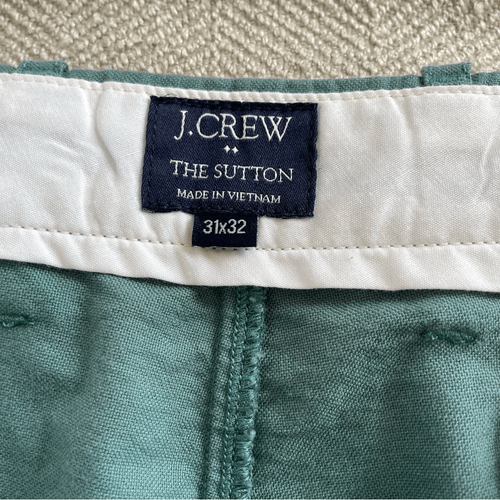 J.CREW
THE SUTTON
MADE IN VIETNAM
31x32